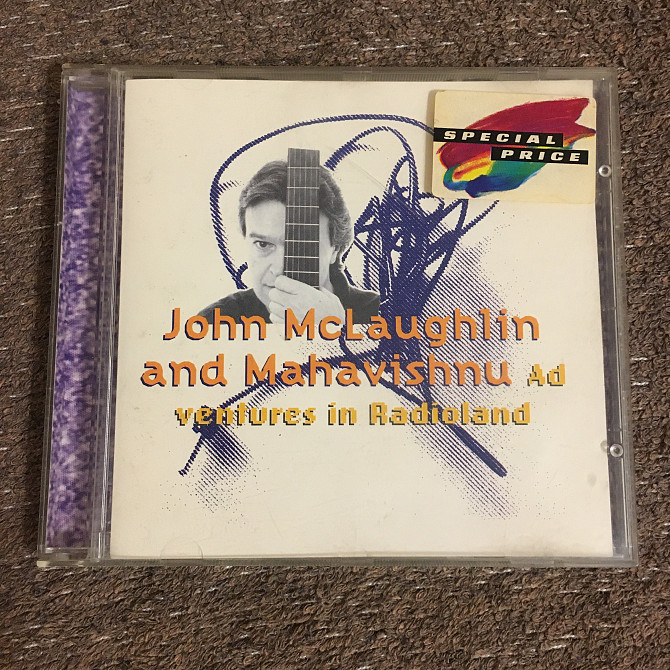 SPECIAL
PRICE
John McLaughlin
and Mahavishnu Ad
ventures in Radioland